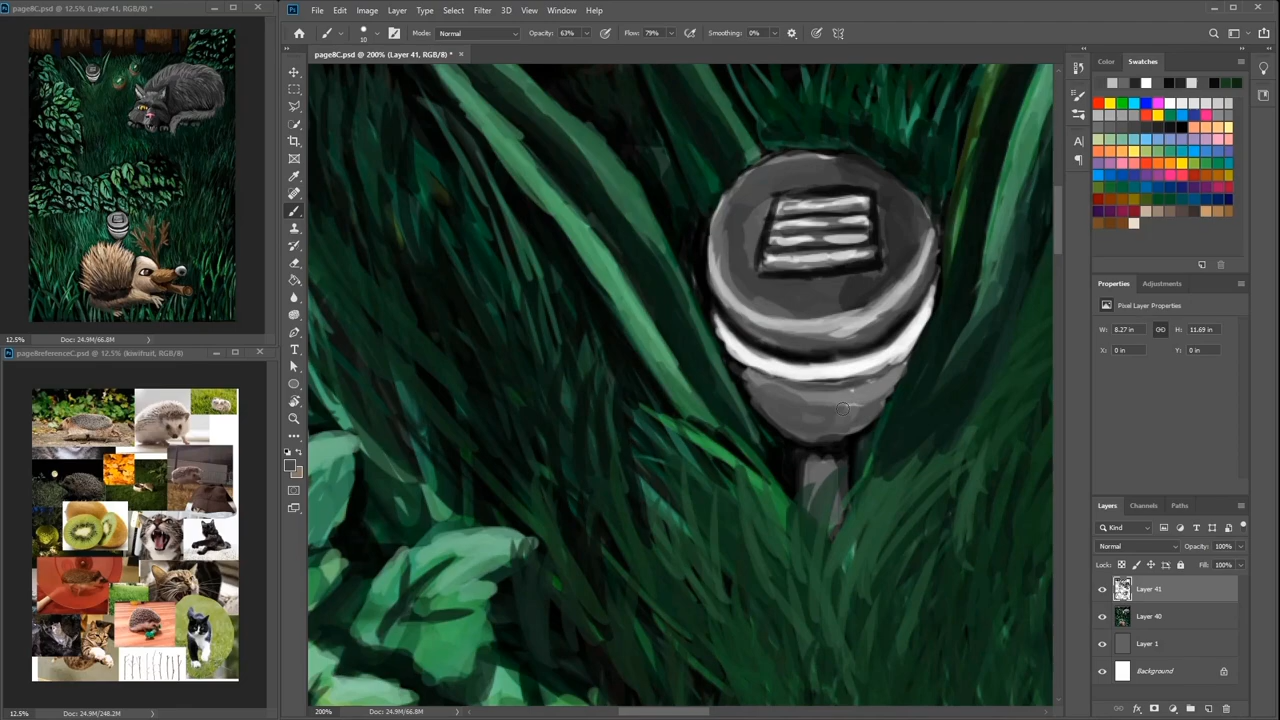 page8C.psd @ 12.5% (Layer 41, RGB/8) *
12.5% Doc: 24.9M/66.8M
page8referenceC.psd @ 12.5% (kiwifruit, RGB/8)
12.5% Doc: 24.9M/248.2M
File Edit Image Layer Type Select Filter 3D View Window Help
10 Mode: Normal Opacity: 63% Flow: 79% Smoothing: 0%
page8C.psd @ 200% (Layer 41, RGB/8) *
200% Doc: 24.9M/66.8M
Color Swatches
Properties Adjustments
Pixel Layer Properties
W: 8.27 in H: 11.69 in
X: 0 in Y: 0 in
Layers Channels Paths
Kind
Normal Opacity: 100%
Lock: Fill: 100%
Layer 41
Layer 40
Layer 1
Background